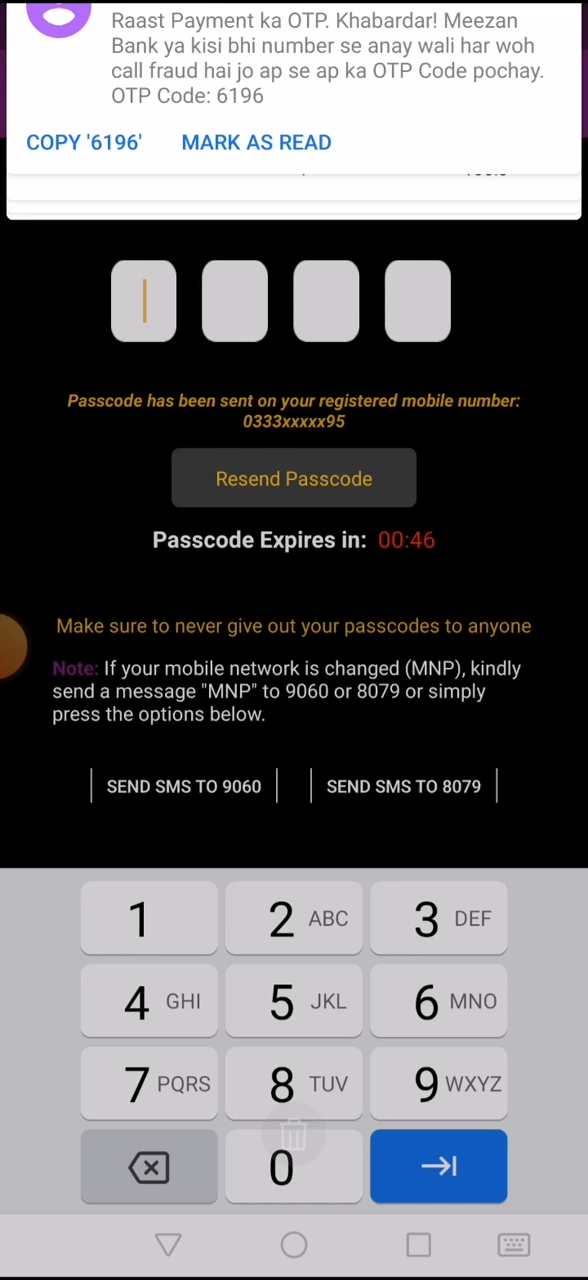 Raast Payment ka OTP. Khabardar! Meezan
Bank ya kisi bhi number se anay wali har woh
call fraud hai jo ap se ap ka OTP Code pochay.
OTP Code: 6196
COPY '6196' MARK AS READ
Passcode has been sent on your registered mobile number:
0333xxxxx95
Resend Passcode
Passcode Expires in: 00:46
Make sure to never give out your passcodes to anyone
Note: If your mobile network is changed (MNP), kindly
send a message "MNP" to 9060 or 8079 or simply
press the options below.
SEND SMS TO 9060 SEND SMS TO 8079
1 2 ABC 3 DEF
4 GHI 5 JKL 6 MNO
7 PQRS 8 TUV 9 WXYZ
0